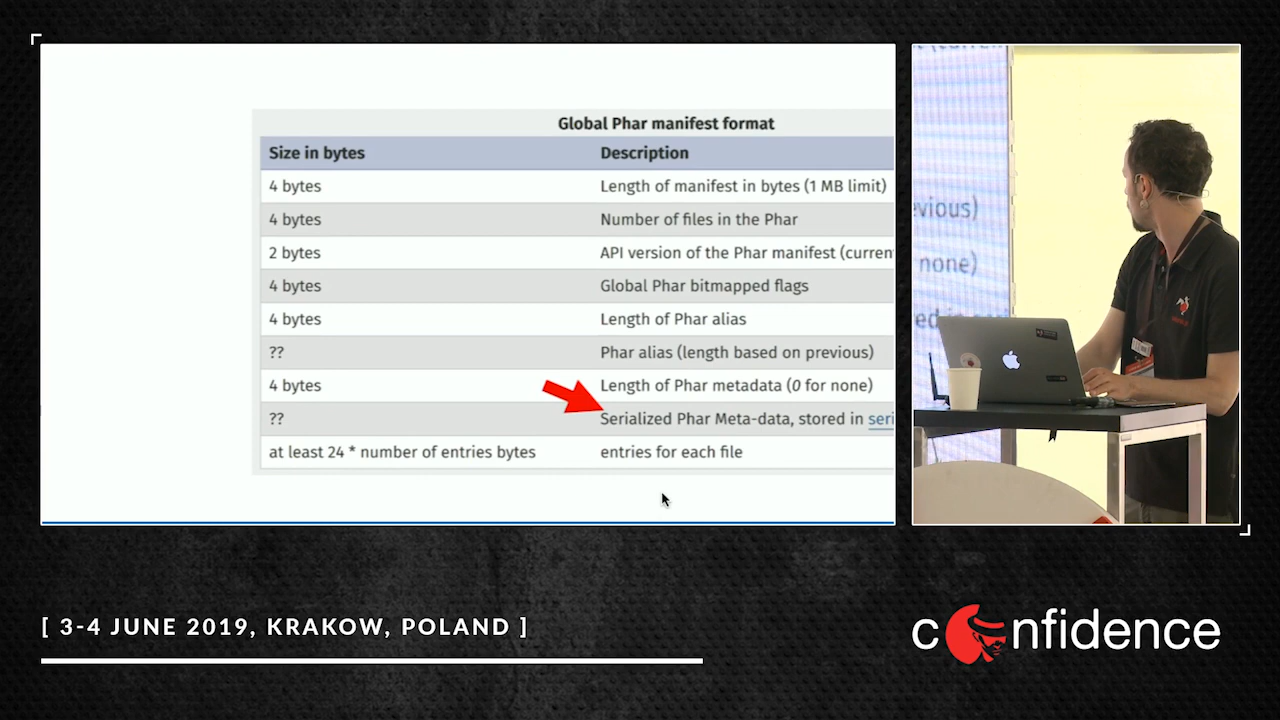 Global Phar manifest format
Size in bytes Description
4 bytes Length of manifest in bytes (1 MB limit)
4 bytes Number of files in the Phar
2 bytes API version of the Phar manifest (curren
4 bytes Global Phar bitmapped flags
4 bytes Length of Phar alias
?? Phar alias (length based on previous)
4 bytes Length of Phar metadata (0 for none)
?? Serialized Phar Meta-data, stored in seri
at least 24 * number of entries bytes entries for each file
vious)
none)
[ 3-4 JUNE 2019, KRAKOW, POLAND ]
confidence